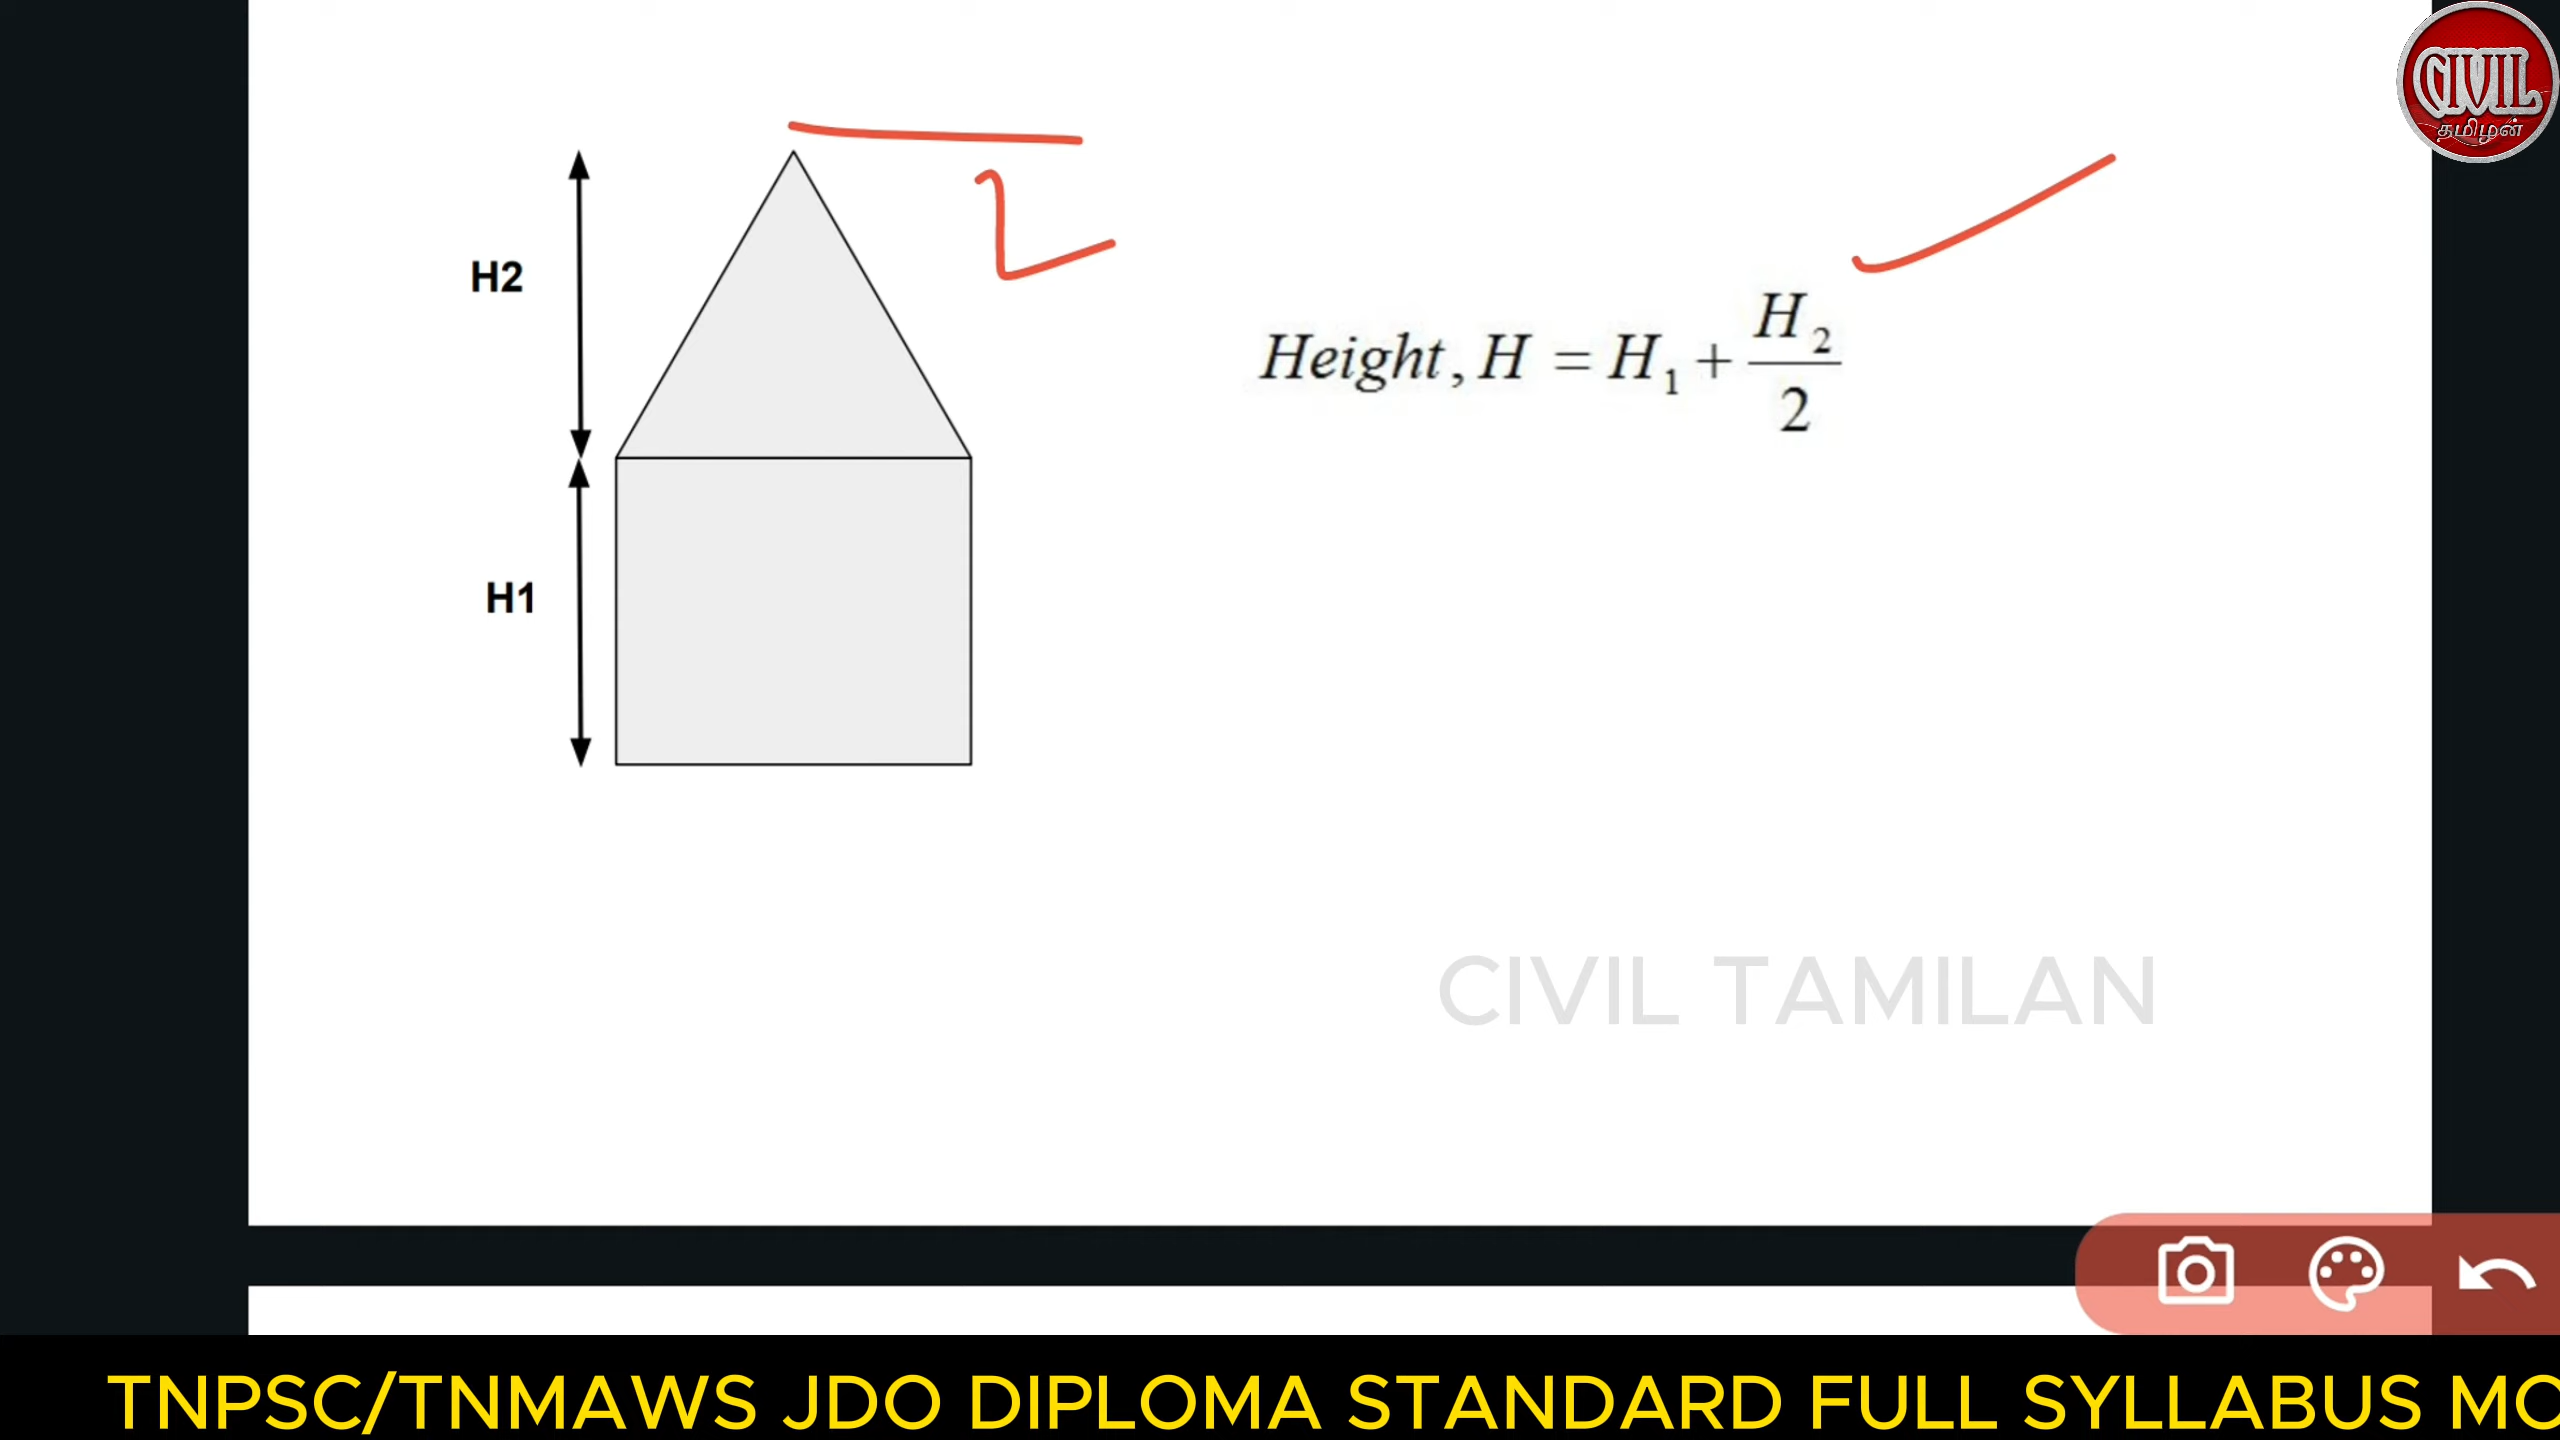 CIVIL
தமிழன்
H2
Height, H = H₁ + H₂/2
H1
CIVIL TAMILAN
TNPSC/TNMAWS JDO DIPLOMA STANDARD FULL SYLLABUS MO